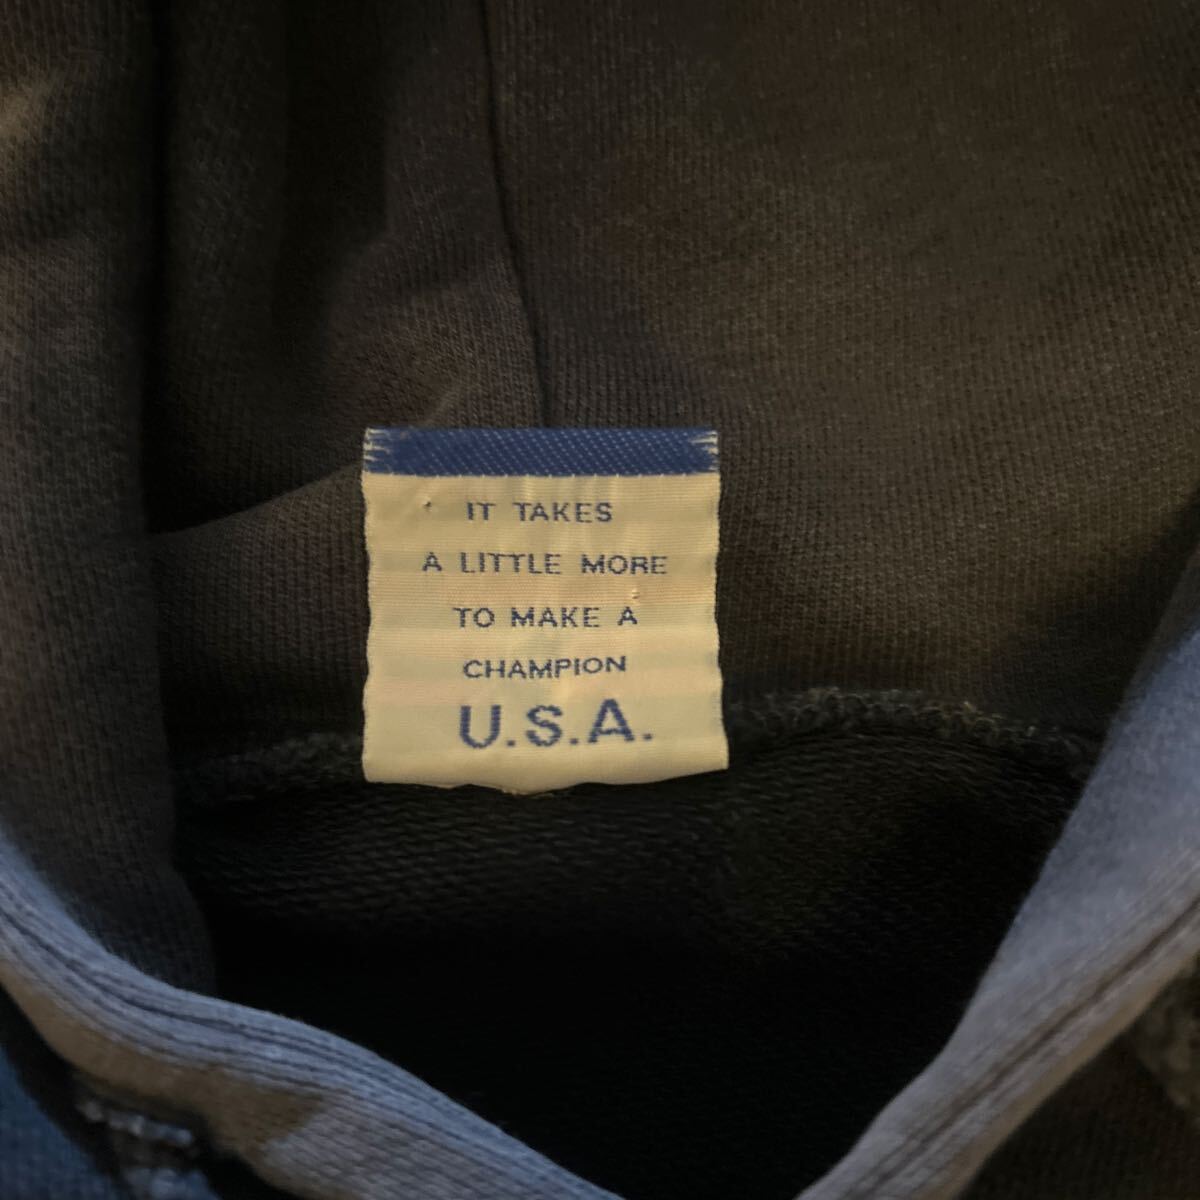 IT TAKES
A LITTLE MORE
TO MAKE A
CHAMPION
U.S.A.